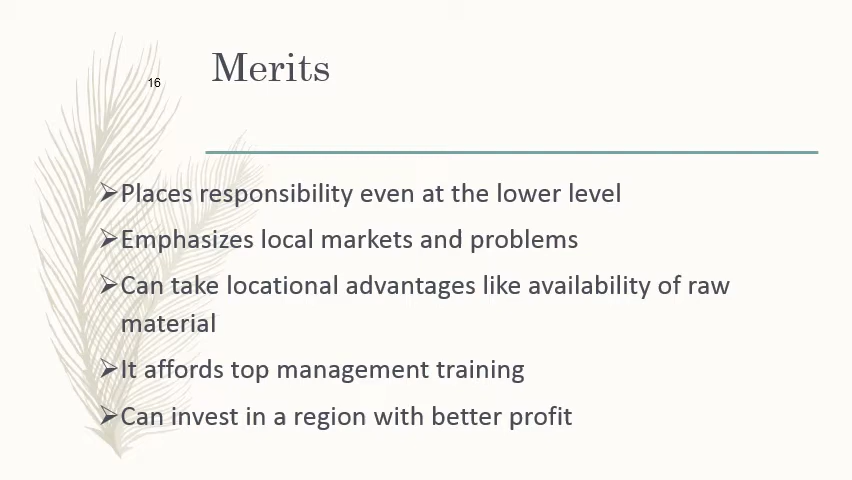 16
Merits
➢Places responsibility even at the lower level
➢Emphasizes local markets and problems
➢Can take locational advantages like availability of raw
material
➢It affords top management training
➢Can invest in a region with better profit